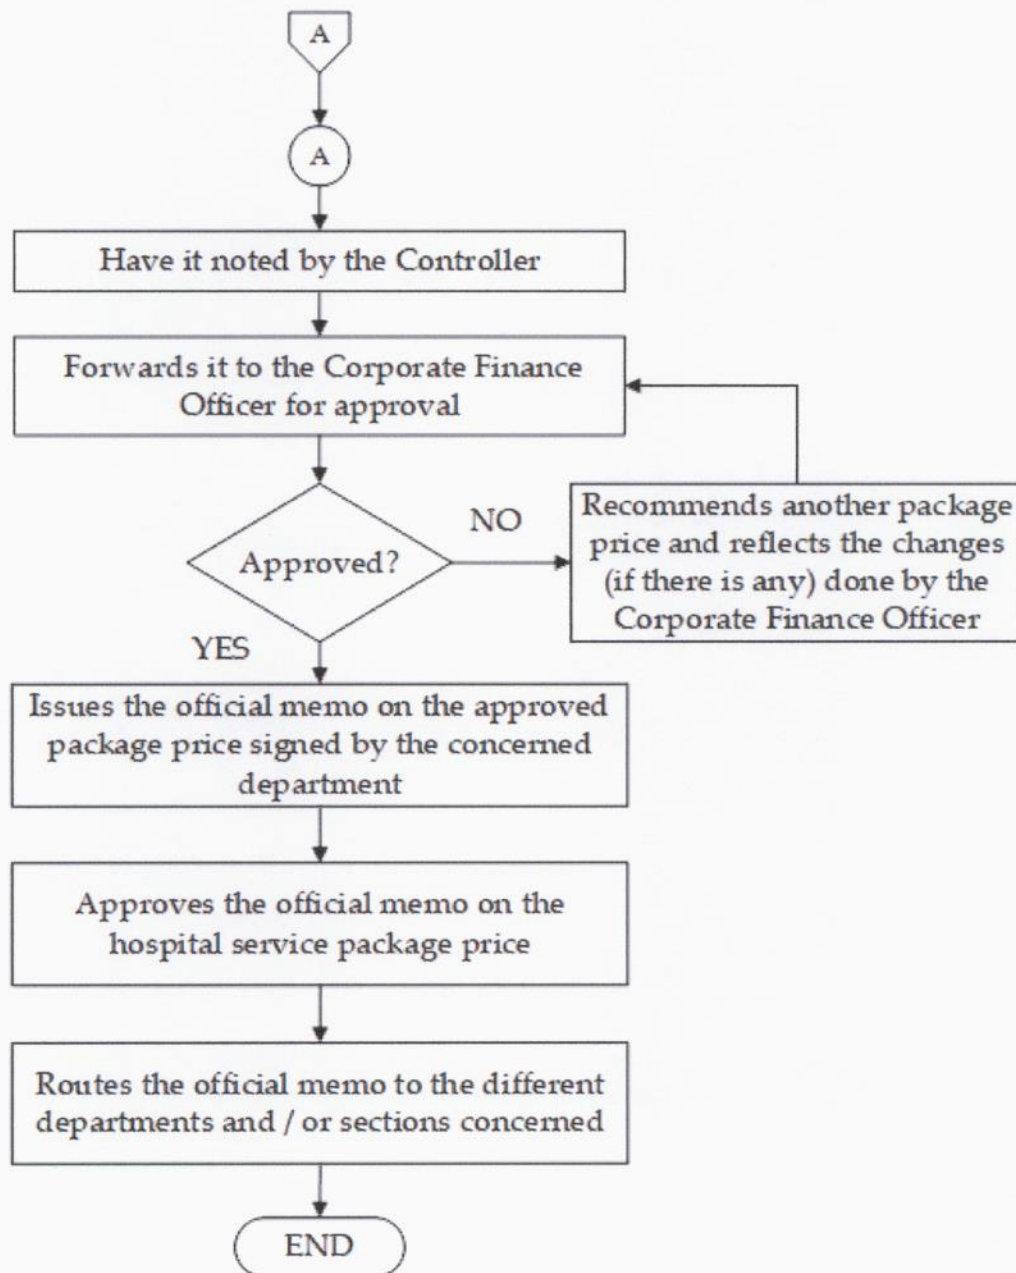 A
A
Have it noted by the Controller
Forwards it to the Corporate Finance
Officer for approval
Approved?
NO
Recommends another package
price and reflects the changes
(if there is any) done by the
Corporate Finance Officer
YES
Issues the official memo on the approved
package price signed by the concerned
department
Approves the official memo on the
hospital service package price
Routes the official memo to the different
departments and / or sections concerned
END